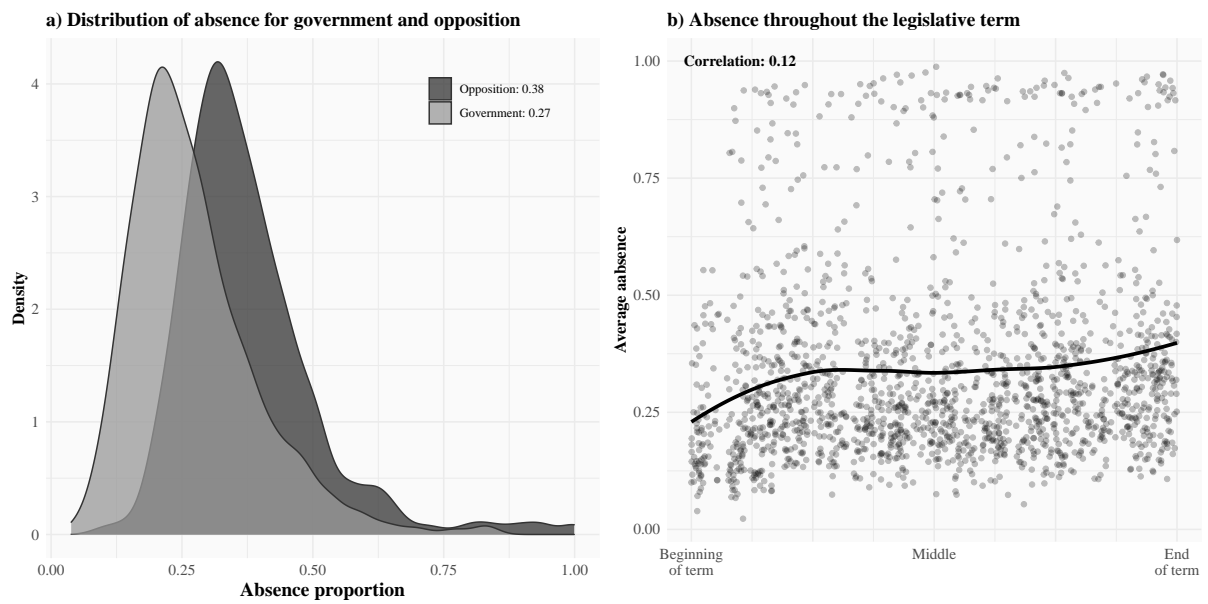 a) Distribution of absence for government and opposition
4
3
2
1
0
Density
0.00
0.25
0.50
0.75
1.00
Absence proportion
Opposition: 0.38
Government: 0.27
b) Absence throughout the legislative term
Correlation: 0.12
1.00
0.75
0.50
0.25
0.00
Average aabsence
Beginning
of term
Middle
End
of term